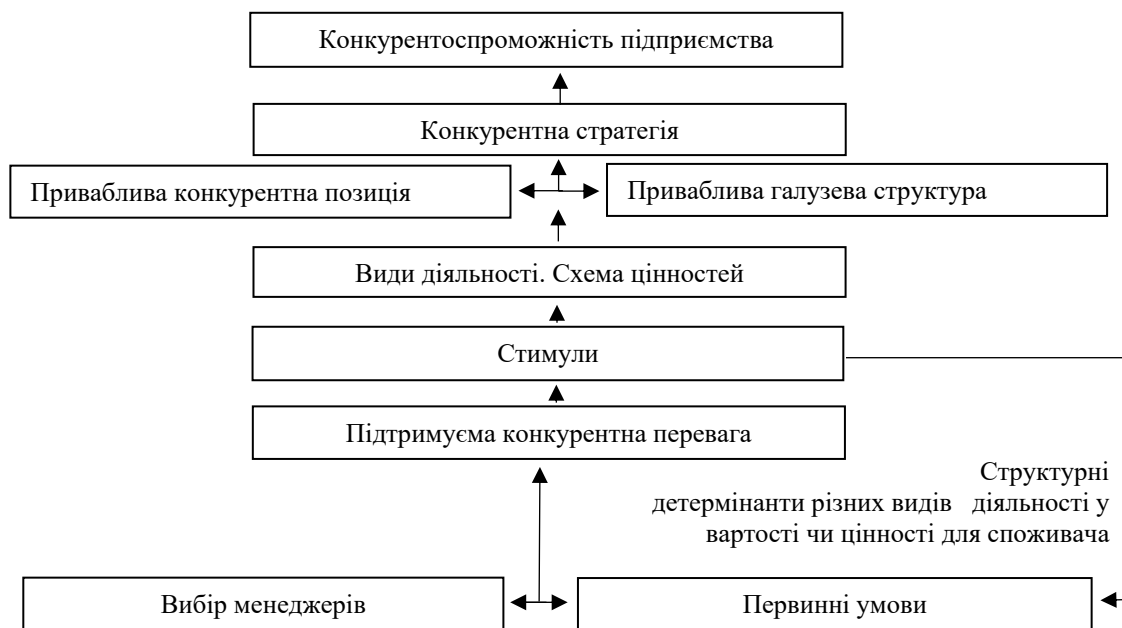 Конкурентоспроможність підприємства
Конкурентна стратегія
Приваблива конкурентна позиція
Приваблива галузева структура
Види діяльності. Схема цінностей
Стимули
Підтримуєма конкурентна перевага
Структурні
детермінанти різних видів діяльності у
вартості чи цінності для споживача
Вибір менеджерів
Первинні умови